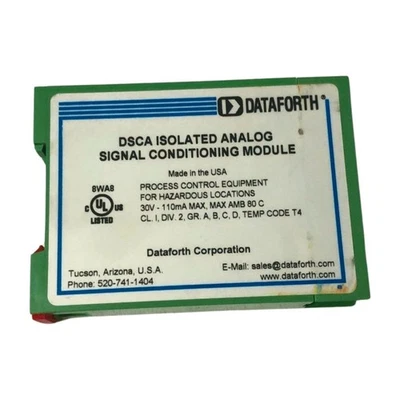 DATAFORTH®
DSCA ISOLATED ANALOG
SIGNAL CONDITIONING MODULE
Made in the USA
8WA8
PROCESS CONTROL EQUIPMENT
FOR HAZARDOUS LOCATIONS
30V - 110mA MAX, MAX AMB 80 C
CL. I, DIV. 2, GR. A, B, C, D, TEMP CODE T4
C UL US
LISTED
Dataforth Corporation
Tucson, Arizona, U.S.A.
Phone: 520-741-1404
E-Mail: sales@dataforth.com
www.dataforth.com